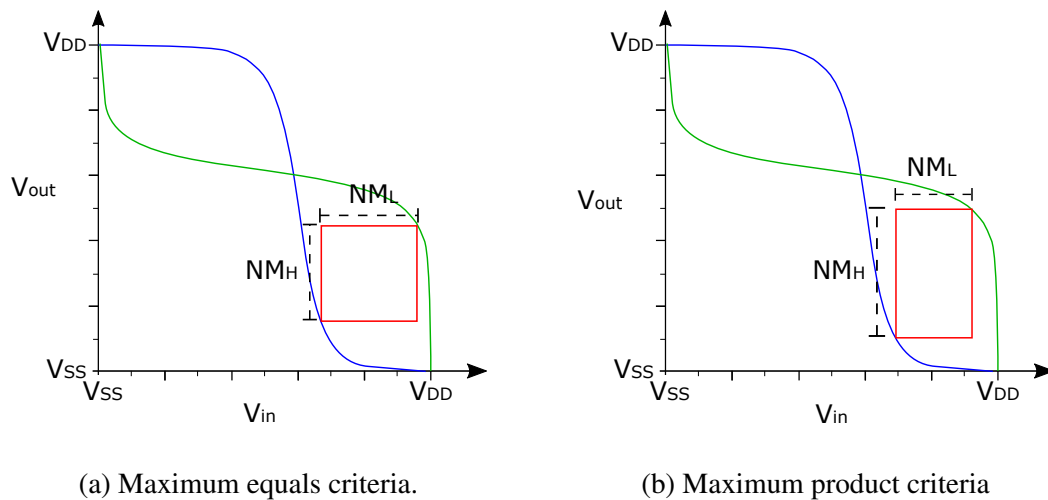 VDD
Vout
NML
NMH
VSS
VSS
VDD
Vin
(a) Maximum equals criteria.
VDD
Vout
NML
NMH
VSS
VSS
VDD
Vin
(b) Maximum product criteria